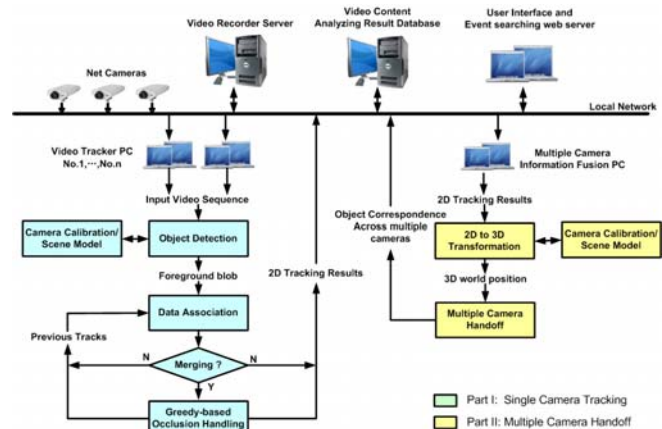 Video Recorder Server
Video Content
Analyzing Result Database
User Interface and
Event searching web server
Net Cameras
Local Network
Video Tracker PC
No.1,···,No.n
Multiple Camera
Information Fusion PC
Input Video Sequence
2D Tracking Results
Object Correspondence
Across multiple
cameras
Camera Calibration/
Scene Model
Object Detection
2D to 3D
Transformation
Camera Calibration/
Scene Model
Foreground blob
2D Tracking Results
3D world position
Data Association
Multiple Camera
Handoff
Previous Tracks
N
Merging ?
N
Y
Greedy-based
Occlusion Handling
Part I: Single Camera Tracking
Part II: Multiple Camera Handoff